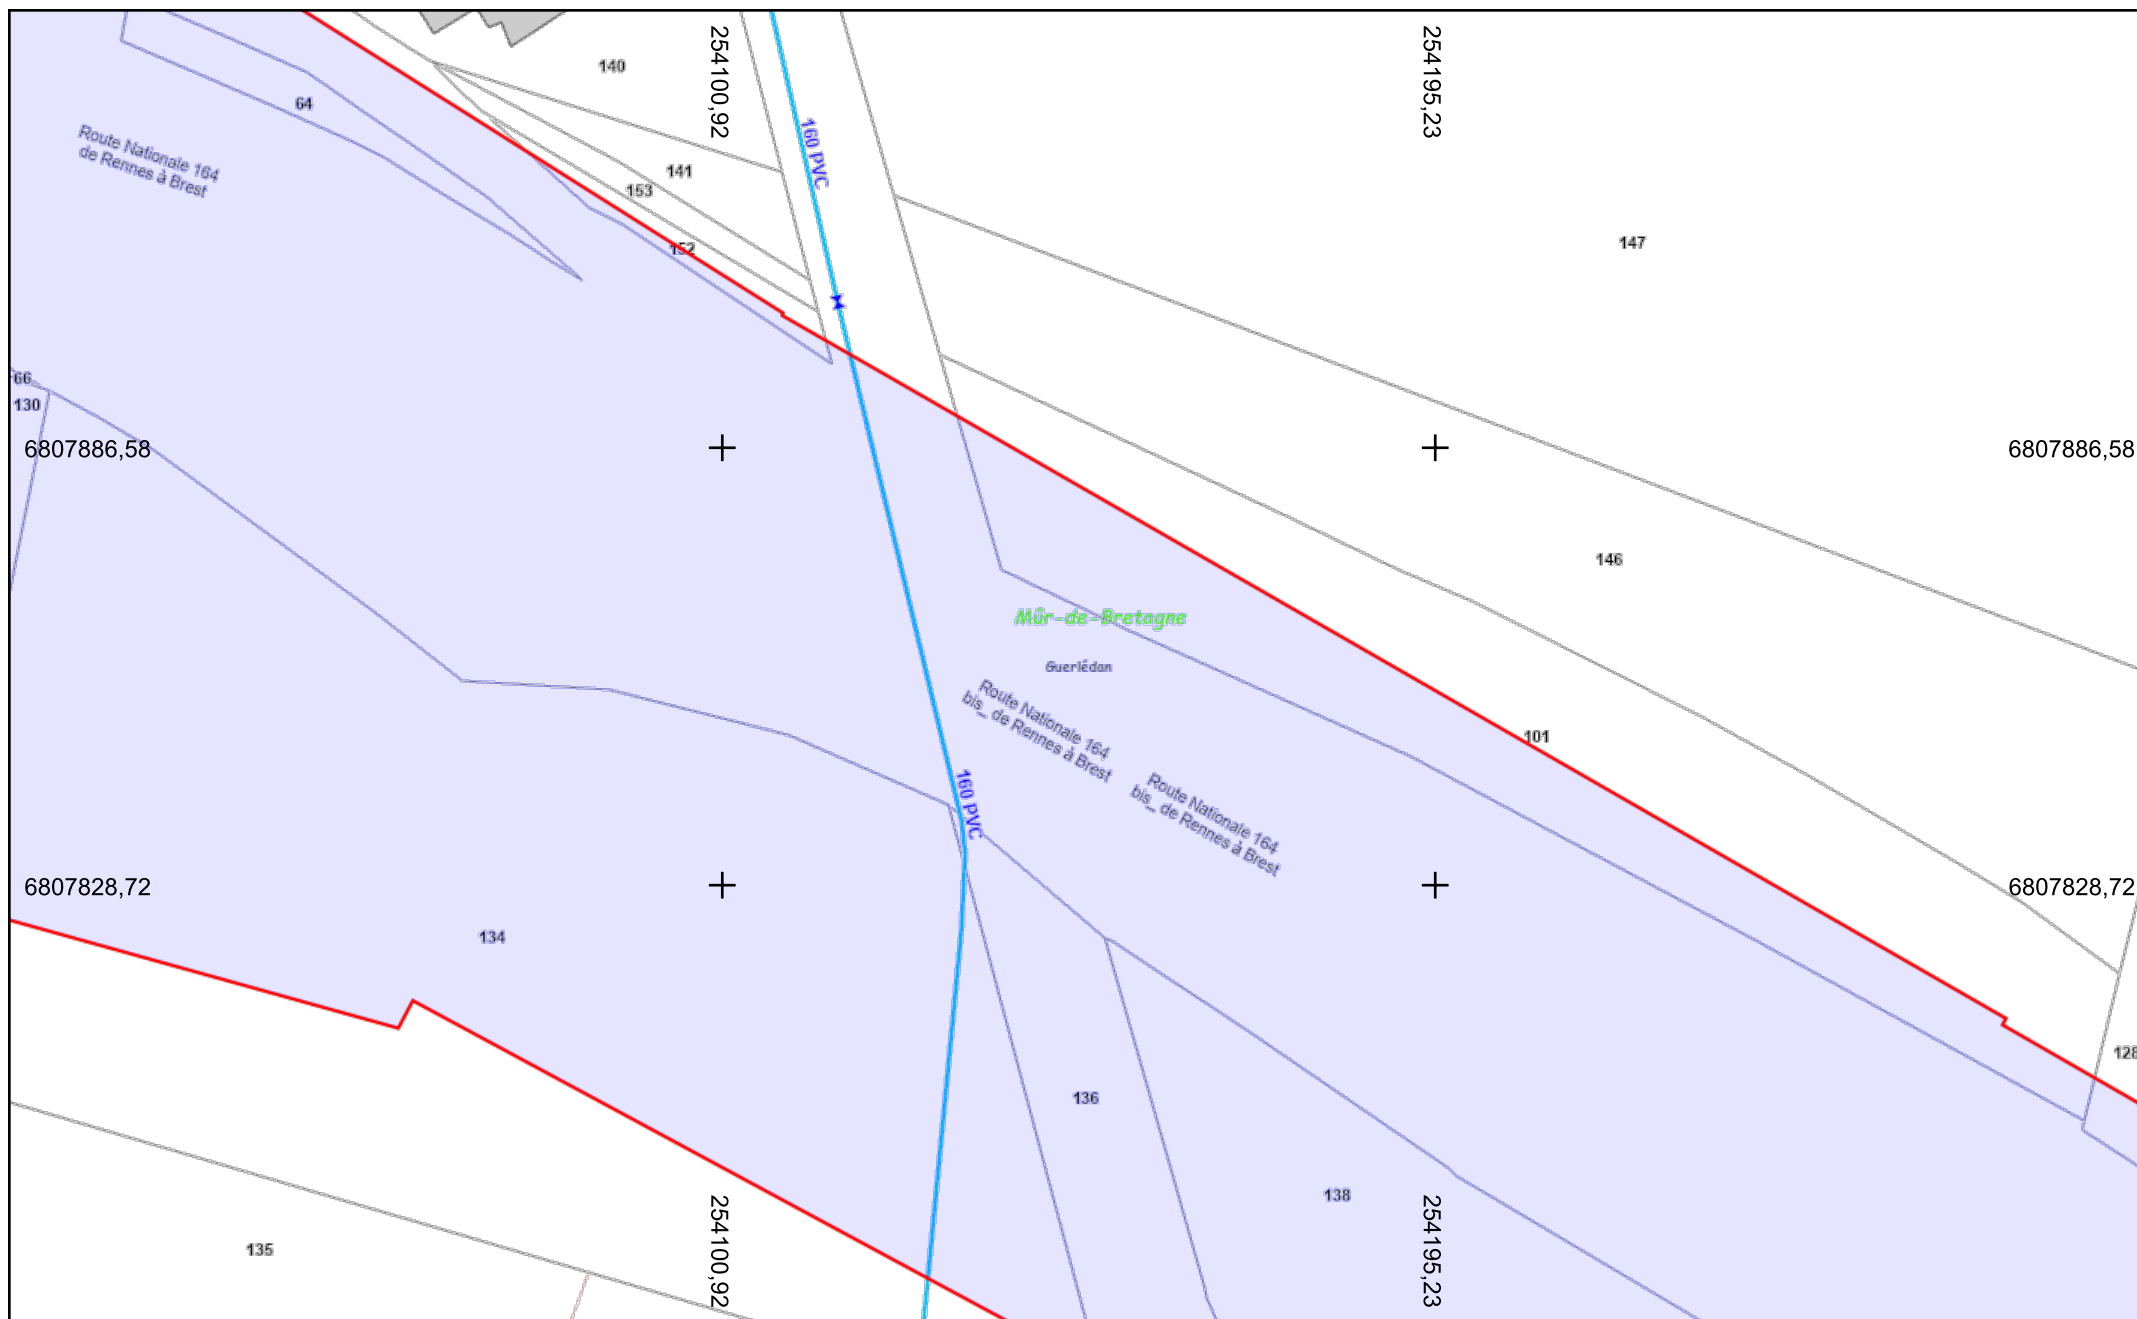 254100,92
254195,23
140
64
160 PVC
Route Nationale 164
de Rennes à Brest
141
153
147
152
66
130
6807886,58
6807886,58
146
Mûr-de-Bretagne
Guerlédan
Route Nationale 164
bis_ de Rennes à Brest
101
160 PVC
Route Nationale 164
bis_ de Rennes à Brest
6807828,72
6807828,72
134
128
136
138
254100,92
254195,23
135